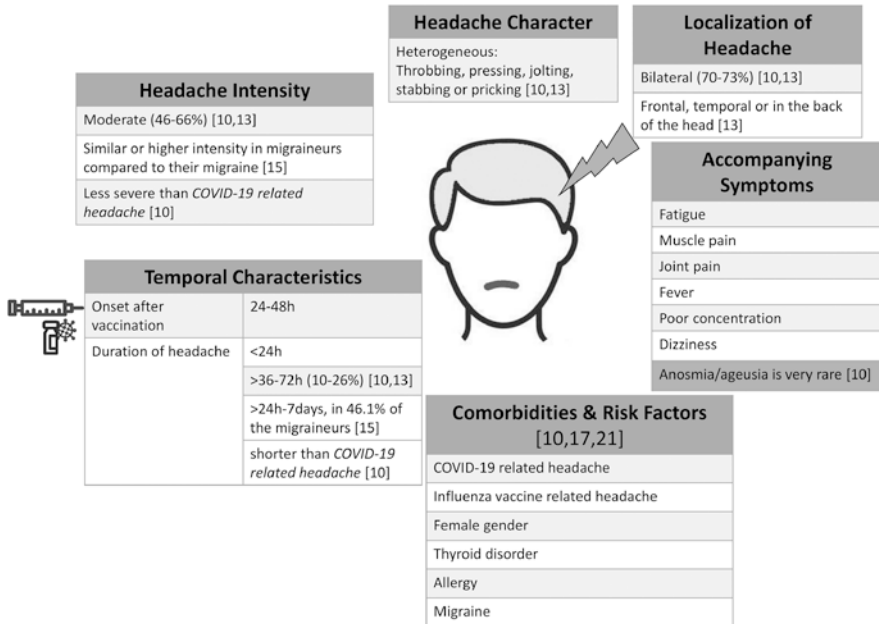 Headache Character
Heterogeneous:
Throbbing, pressing, jolting,
stabbing or pricking [10,13]
Localization of
Headache
Bilateral (70-73%) [10,13]
Frontal, temporal or in the back
of the head [13]
Headache Intensity
Moderate (46-66%) [10,13]
Similar or higher intensity in migraineurs
compared to their migraine [15]
Less severe than COVID-19 related
headache [10]
Accompanying
Symptoms
Fatigue
Muscle pain
Joint pain
Fever
Poor concentration
Dizziness
Anosmia/ageusia is very rare [10]
Temporal Characteristics
Onset after
vaccination
24-48h
Duration of headache
<24h
>36-72h (10-26%) [10,13]
>24h-7days, in 46.1% of
the migraineurs [15]
shorter than COVID-19
related headache [10]
Comorbidities & Risk Factors
[10,17,21]
COVID-19 related headache
Influenza vaccine related headache
Female gender
Thyroid disorder
Allergy
Migraine